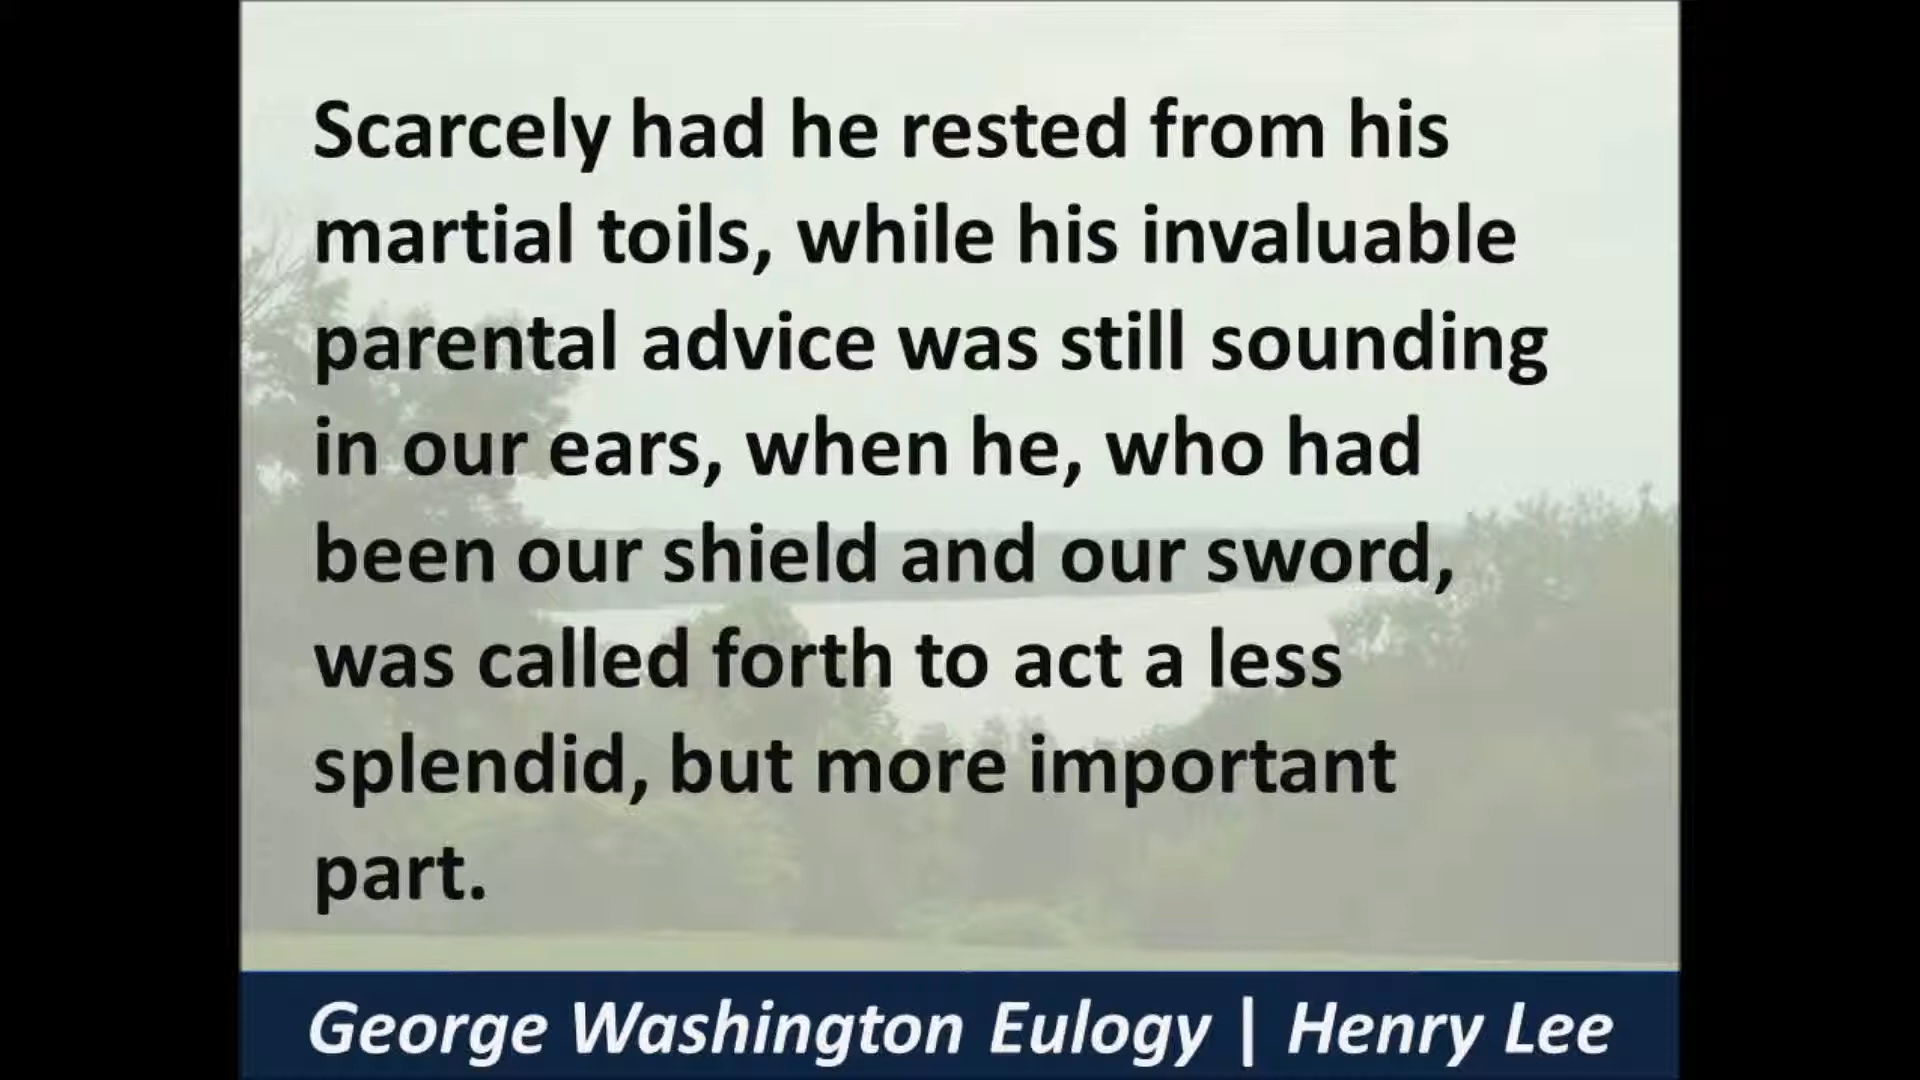 Scarcely had he rested from his
martial toils, while his invaluable
parental advice was still sounding
in our ears, when he, who had
been our shield and our sword,
was called forth to act a less
splendid, but more important
part.
George Washington Eulogy | Henry Lee